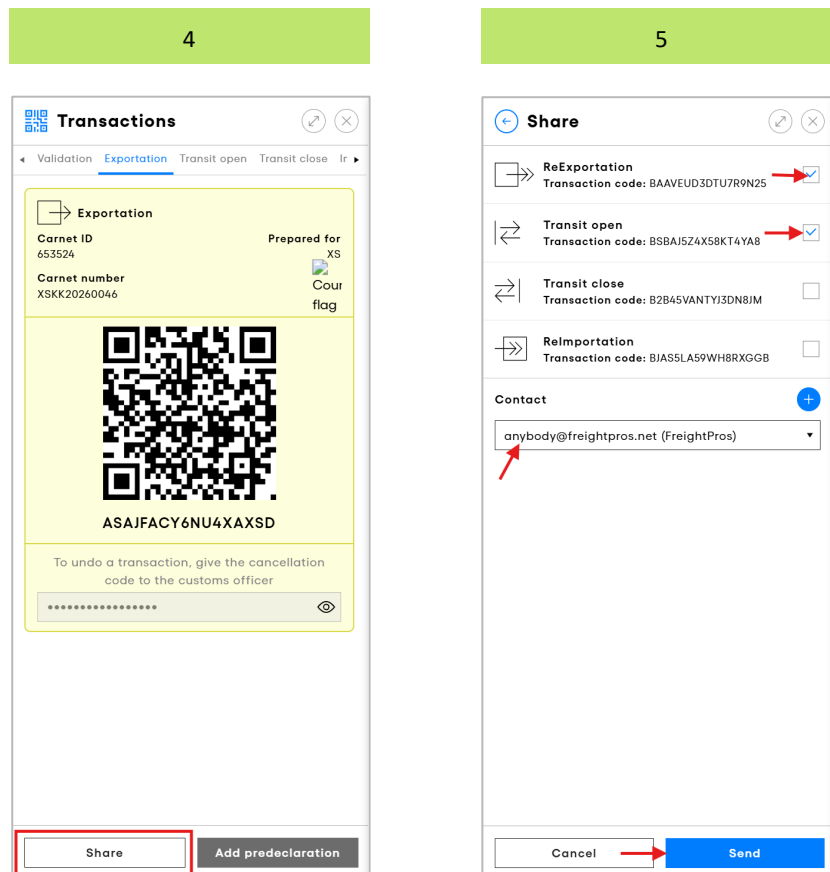 4
Transactions
Validation Exportation Transit open Transit close Ir
Exportation
Carnet ID
653524
Prepared for
XS
Carnet number
XSKK20260046
Cour
flag
ASAJFACY6NU4XAXSD
To undo a transaction, give the cancellation
code to the customs officer
•••••••••••••••••
Share
Add predeclaration
5
Share
ReExportation
Transaction code: BAAVEUD3DTU7R9N25
Transit open
Transaction code: BSBAJ5Z4X58KT4YA8
Transit close
Transaction code: B2B45VANTYJ3DN8JM
ReImportation
Transaction code: BJAS5LA59WH8RXGGB
Contact
anybody@freightpros.net (FreightPros)
Cancel
Send